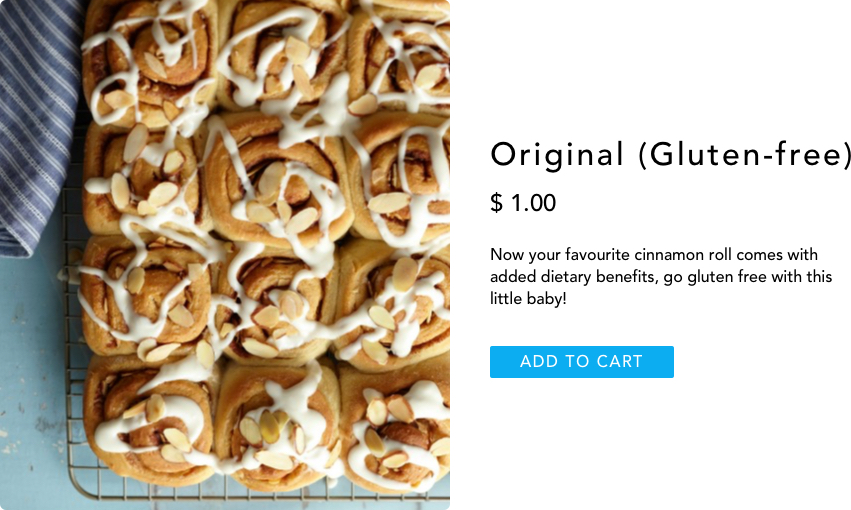 Original (Gluten-free)
$ 1.00
Now your favourite cinnamon roll comes with
added dietary benefits, go gluten free with this
little baby!
ADD TO CART